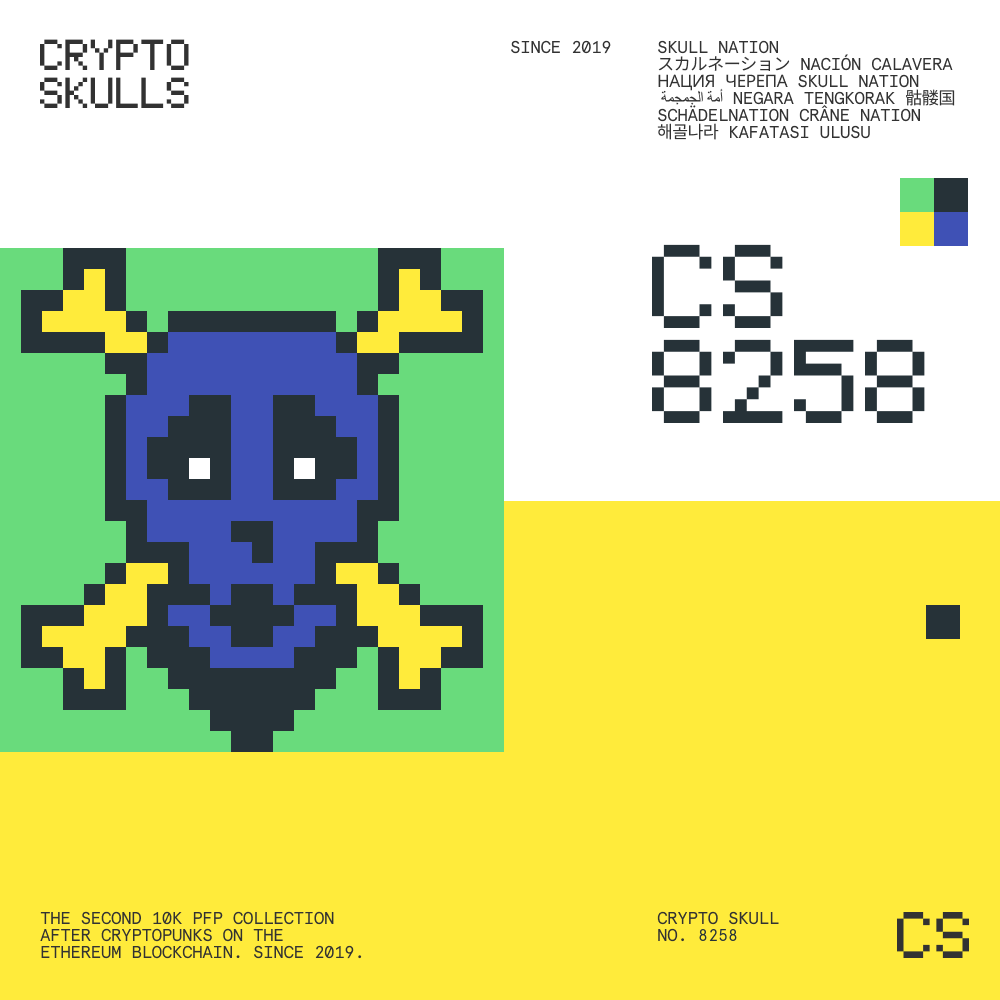 CRYPTO
SKULLS
SINCE 2019
SKULL NATION
スカルネーション NACIÓN CALAVERA
НАЦИЯ ЧЕРЕПА SKULL NATION
أمة الجمجمة NEGARA TENGKORAK 骷髅国
SCHÄDELNATION CRÂNE NATION
해골나라 KAFATASI ULUSU
CS
8258
THE SECOND 10K PFP COLLECTION
AFTER CRYPTOPUNKS ON THE
ETHEREUM BLOCKCHAIN. SINCE 2019.
CRYPTO SKULL
NO. 8258
CS